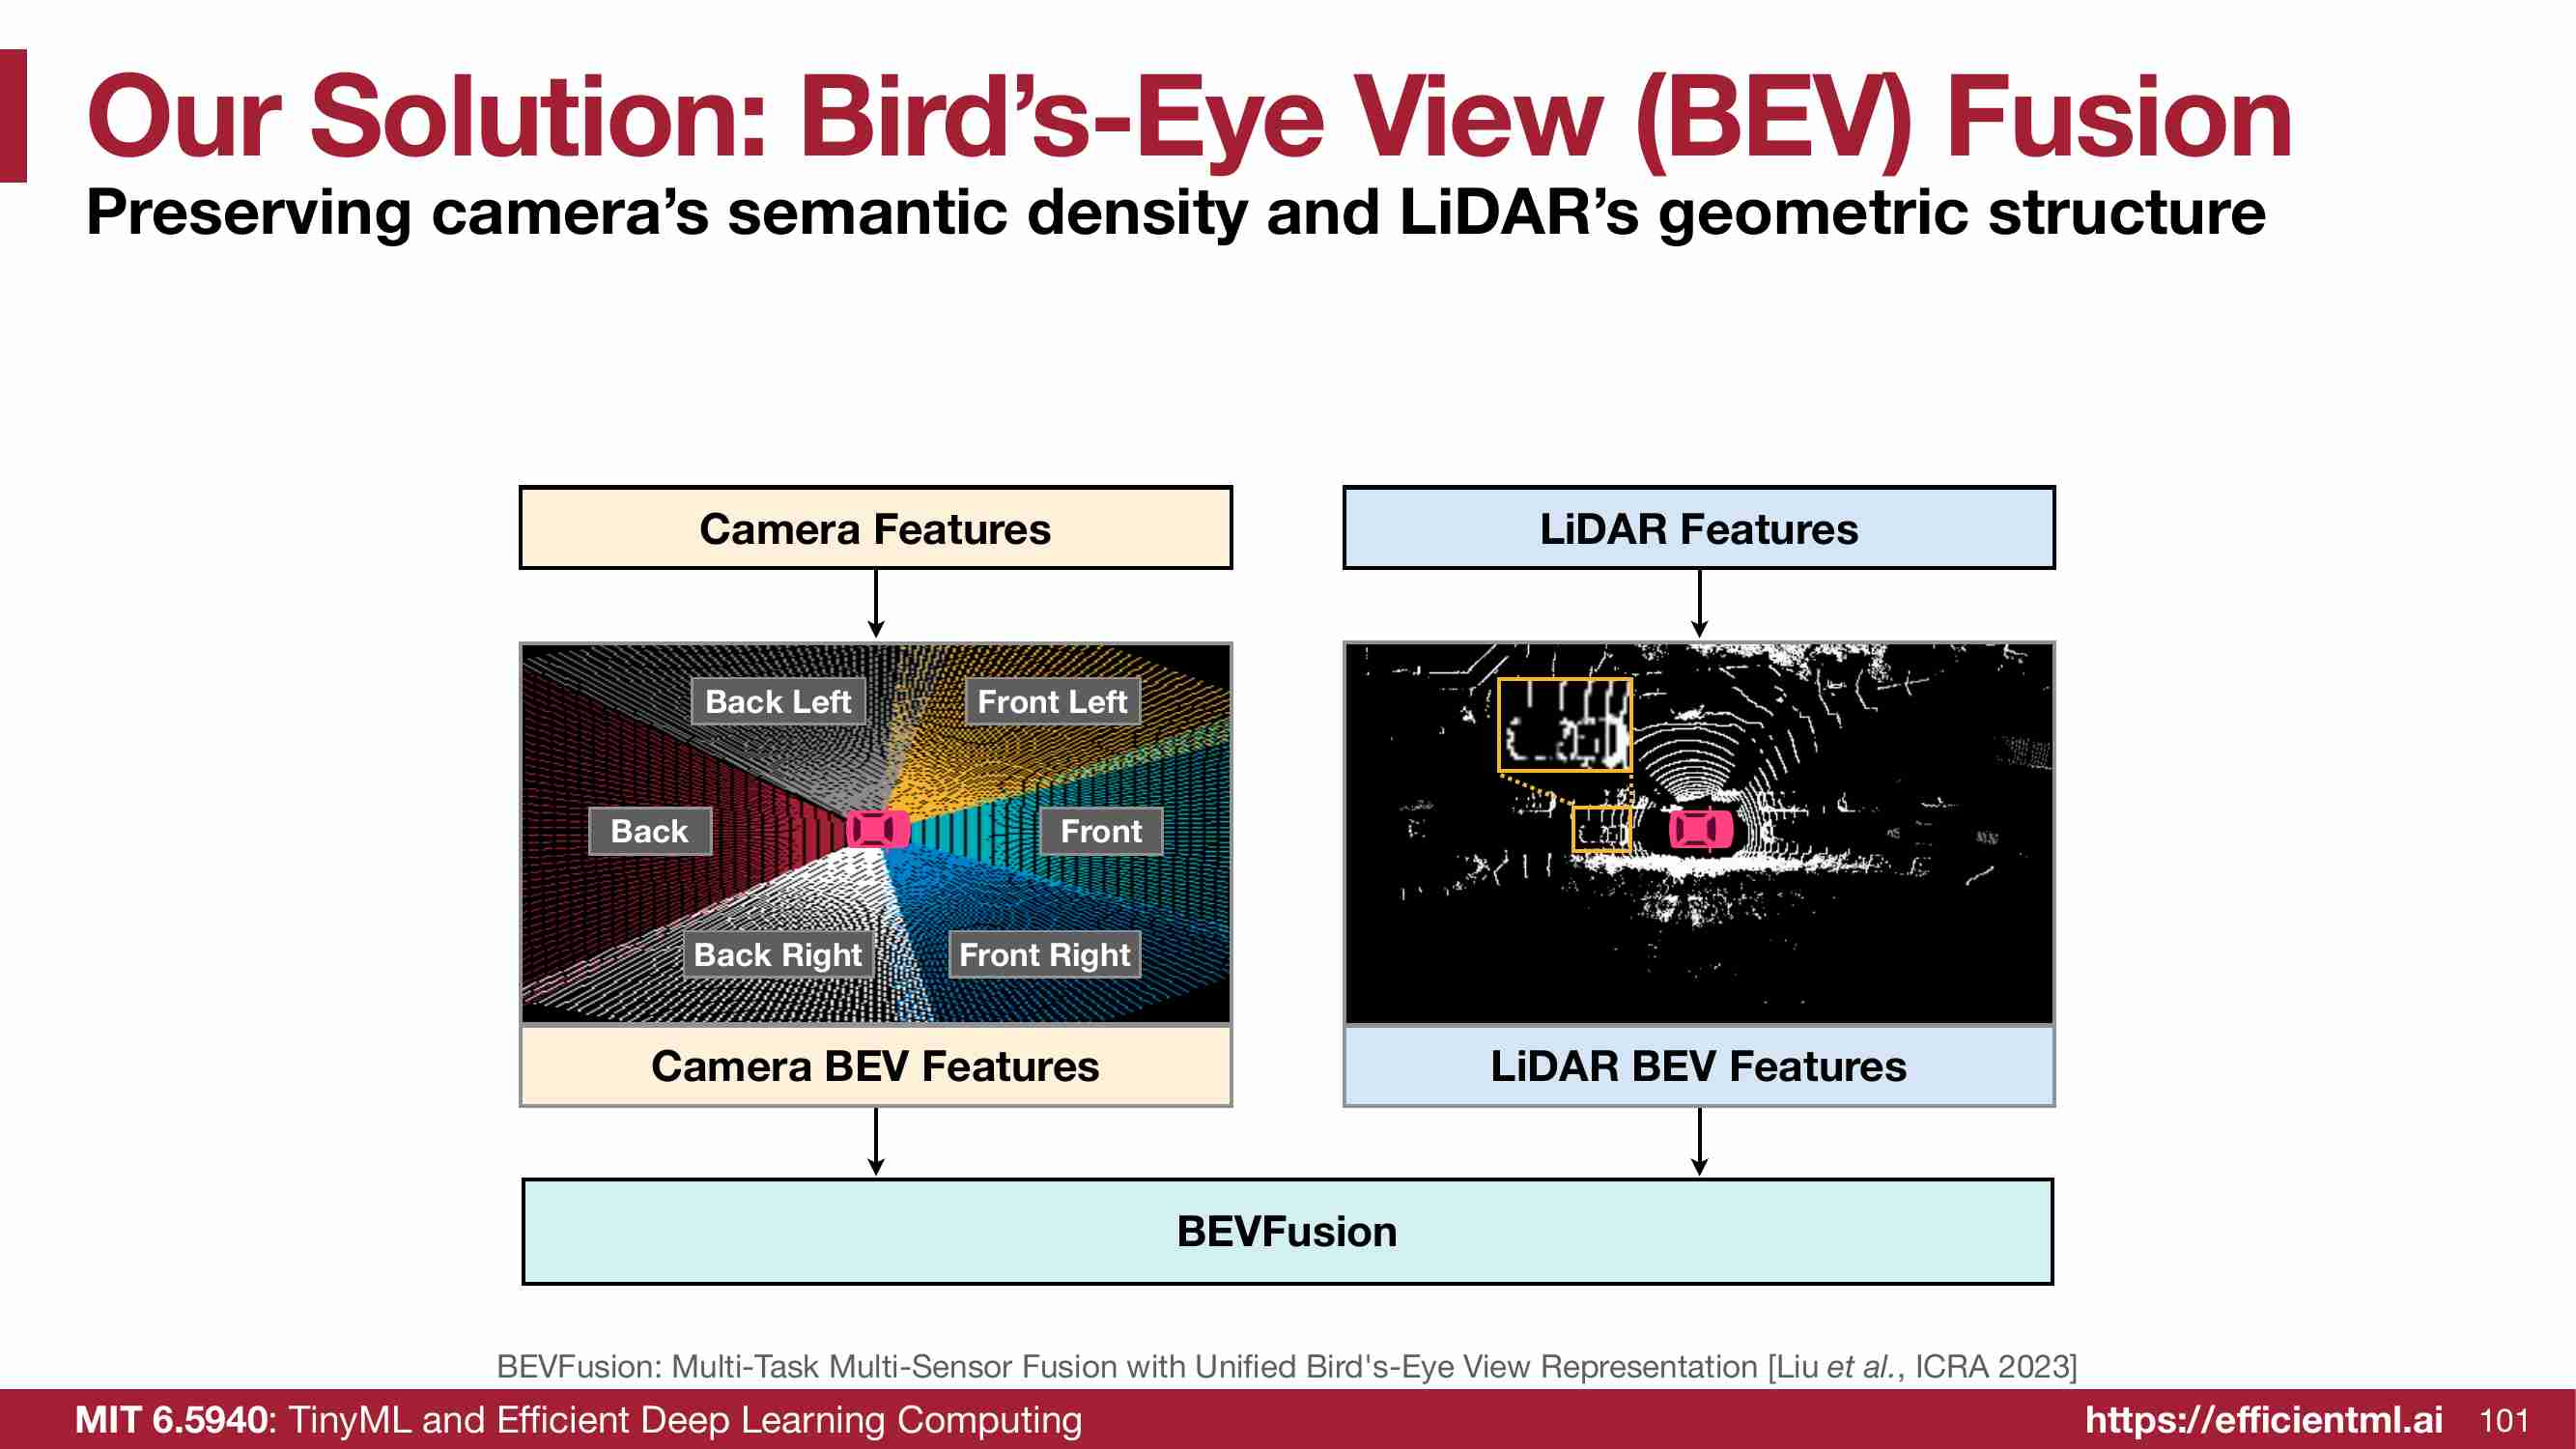 Our Solution: Bird’s-Eye View (BEV) Fusion
Preserving camera’s semantic density and LiDAR’s geometric structure
Camera Features
LiDAR Features
Back Left
Front Left
Back
Front
Back Right
Front Right
Camera BEV Features
LiDAR BEV Features
BEVFusion
BEVFusion: Multi-Task Multi-Sensor Fusion with Unified Bird's-Eye View Representation [Liu et al., ICRA 2023]
MIT 6.5940: TinyML and Efficient Deep Learning Computing
https://efficientml.ai
101